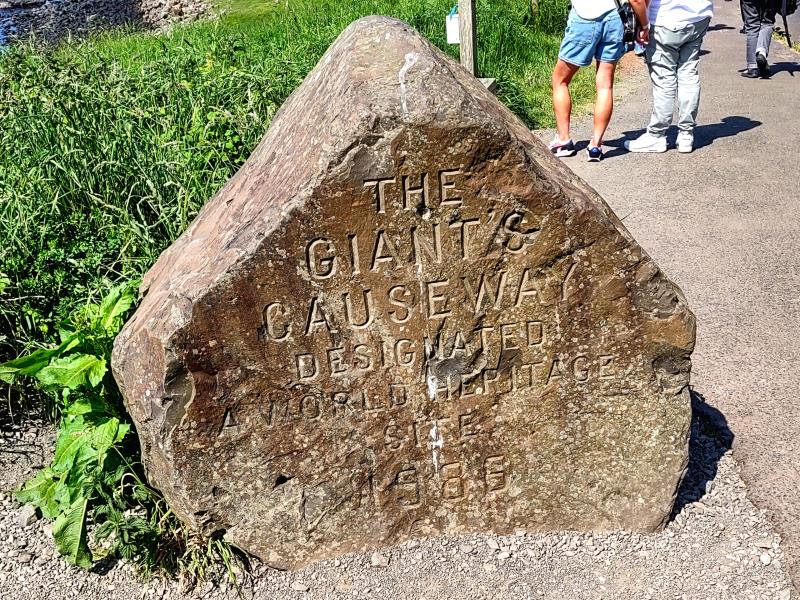 THE
GIANT'S
CAUSEWAY
DESIGNATED
A WORLD HERITAGE
SITE
1986